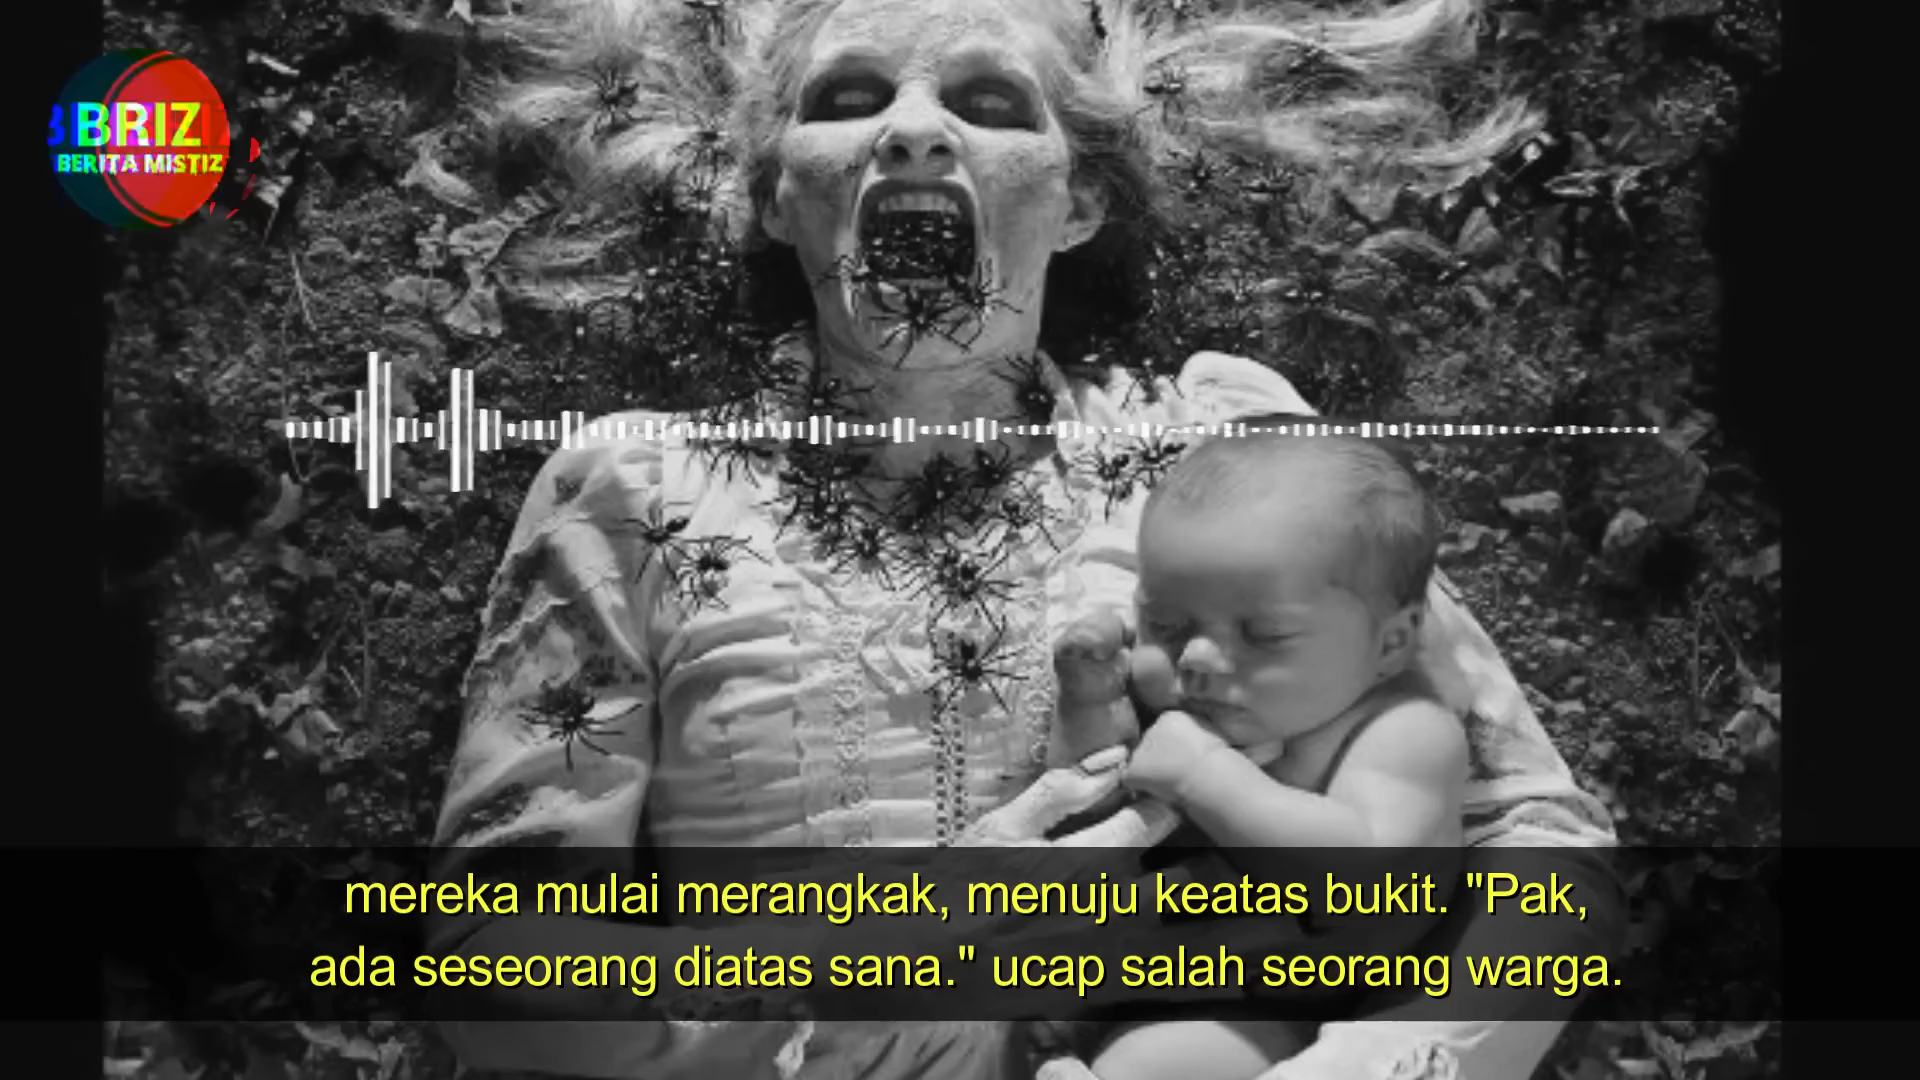 BRIZ
BERITA MISTIZ
mereka mulai merangkak, menuju keatas bukit. "Pak,
ada seseorang diatas sana." ucap salah seorang warga.